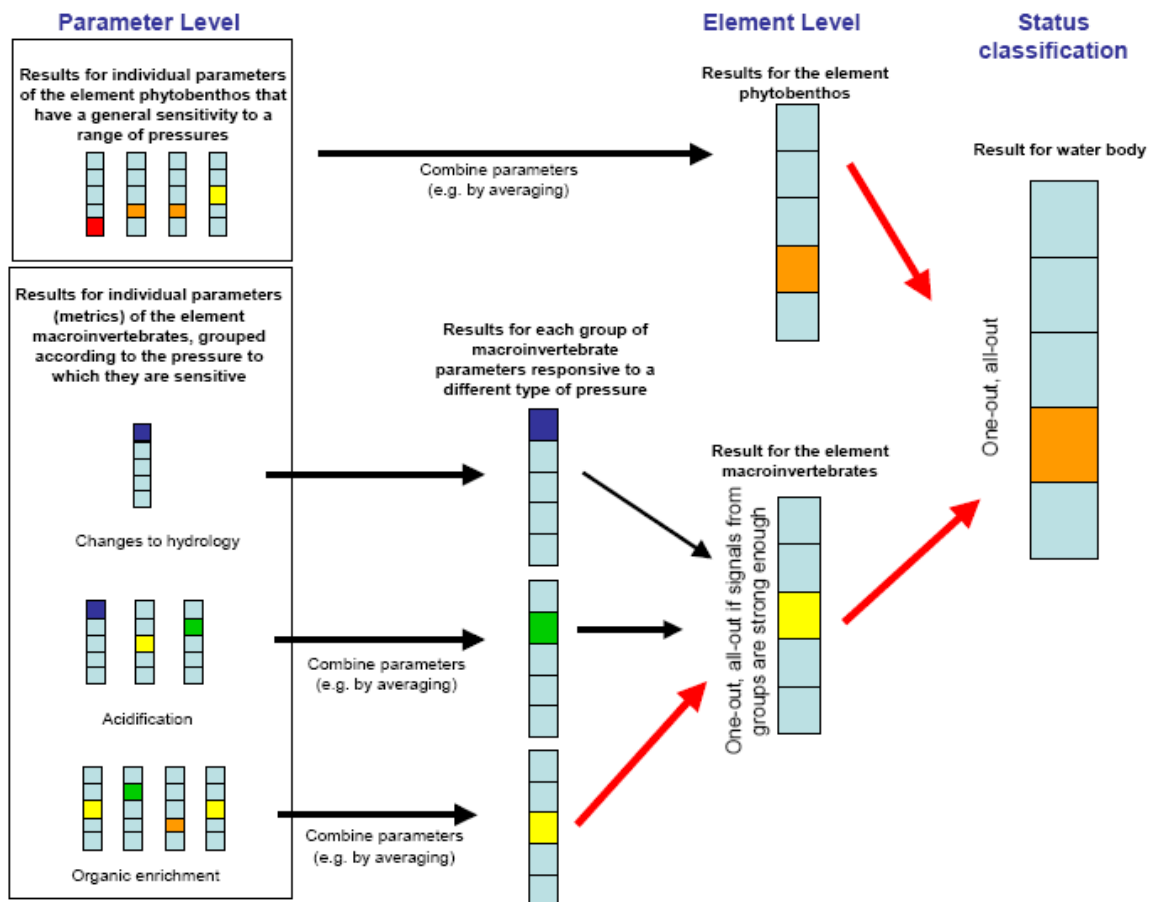 Parameter Level
Element Level
Status
classification
Results for individual parameters
of the element phytobenthos that
have a general sensitivity to a
range of pressures
Combine parameters
(e.g. by averaging)
Results for the element
phytobenthos
Result for water body
Results for individual parameters
(metrics) of the element
macroinvertebrates, grouped
according to the pressure to
which they are sensitive
Results for each group of
macroinvertebrate
parameters responsive to a
different type of pressure
One-out, all-out
Result for the element
macroinvertebrates
One-out, all-out if signals from
groups are strong enough
Changes to hydrology
Combine parameters
(e.g. by averaging)
Acidification
Combine parameters
(e.g. by averaging)
Organic enrichment